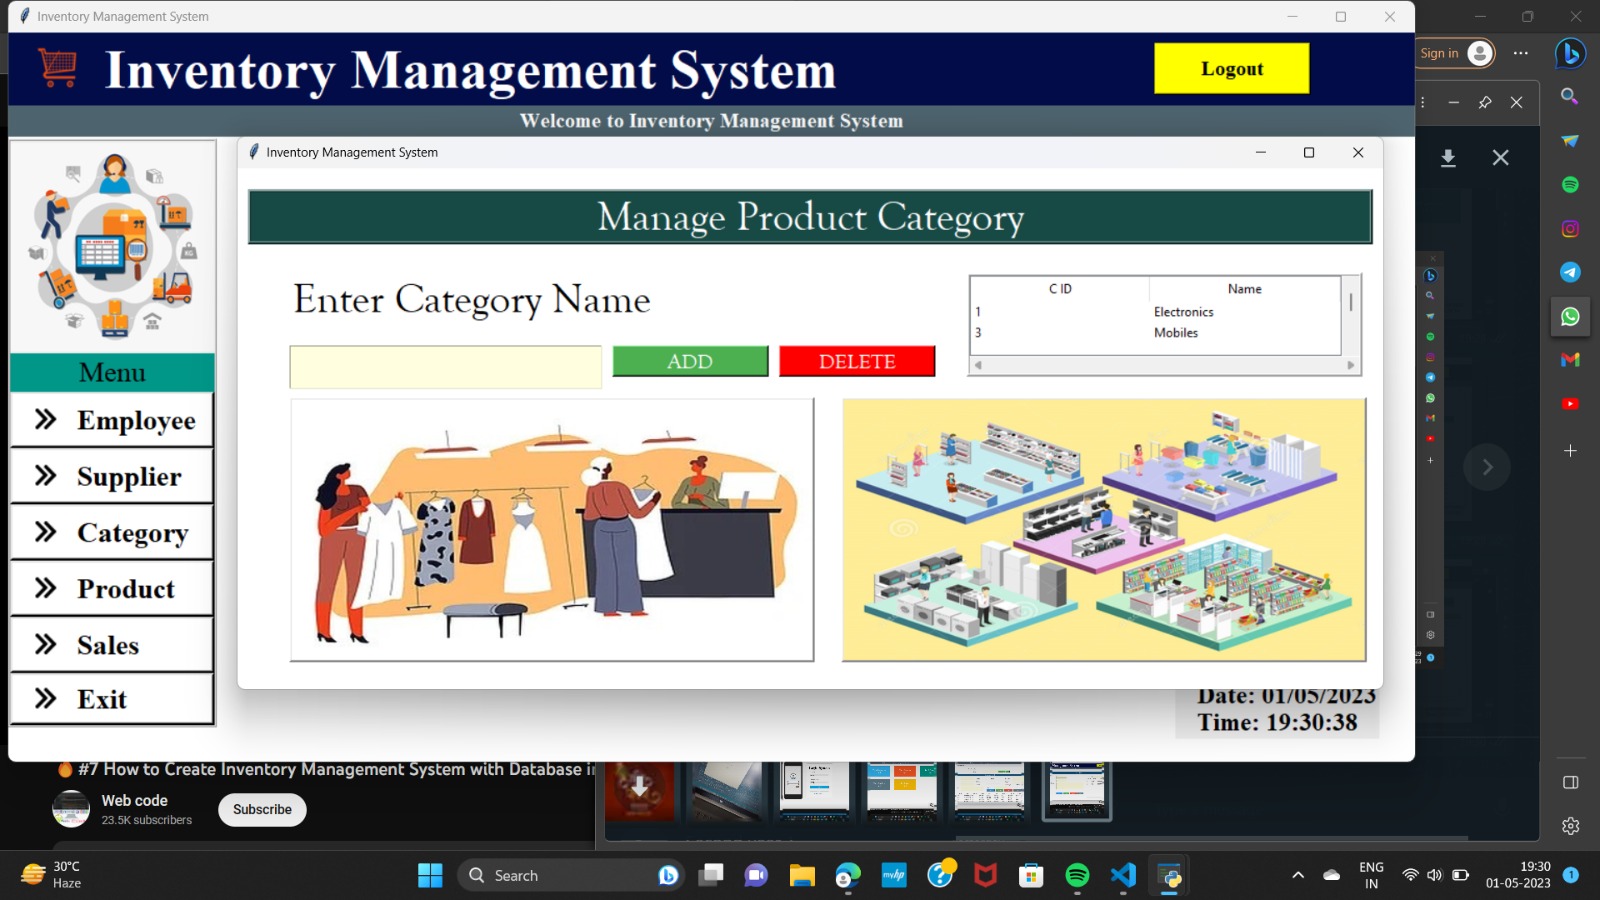 Inventory Management System
Inventory Management System
Logout
Sign in
Welcome to Inventory Management System
Inventory Management System
Manage Product Category
Enter Category Name
C ID Name
1 Electronics
3 Mobiles
ADD
DELETE
Menu
Employee
Supplier
Category
Product
Sales
Exit
Date: 01/05/2023
Time: 19:30:38
#7 How to Create Inventory Management System with Database i
Web code
23.5K subscribers
Subscribe
30°C
Haze
Search
myhp
ENG
IN
19:30
01-05-2023
1